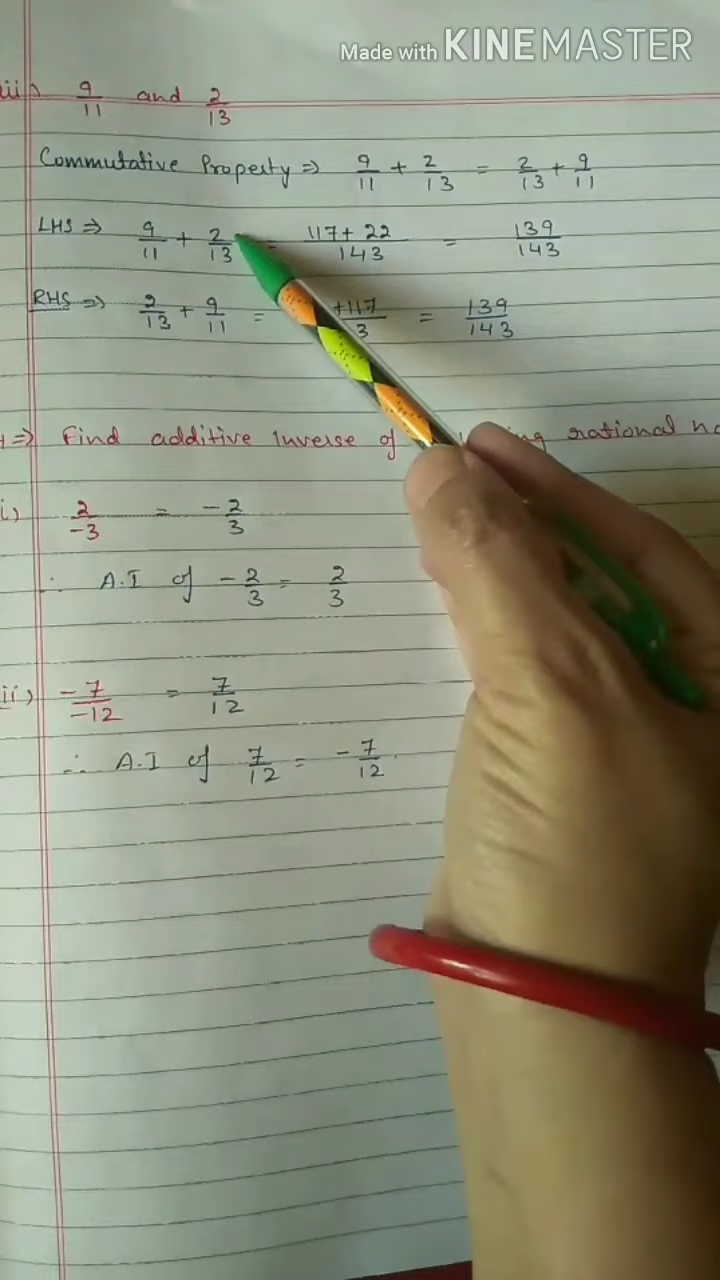 Made with KINEMASTER
iii) 9/11 and 2/13
Commutative Property ⇒ 9/11 + 2/13 = 2/13 + 9/11
LHS ⇒ 9/11 + 2/13 = 117 + 22/143 = 139/143
RHS ⇒ 2/13 + 9/11 = +117/3 = 139/143
⇒ Find additive Inverse of rational
i) 2/-3 = -2/3
∴ A.I of -2/3 = 2/3
ii) -7/-12 = 7/12
∴ A.I of 7/12 = -7/12